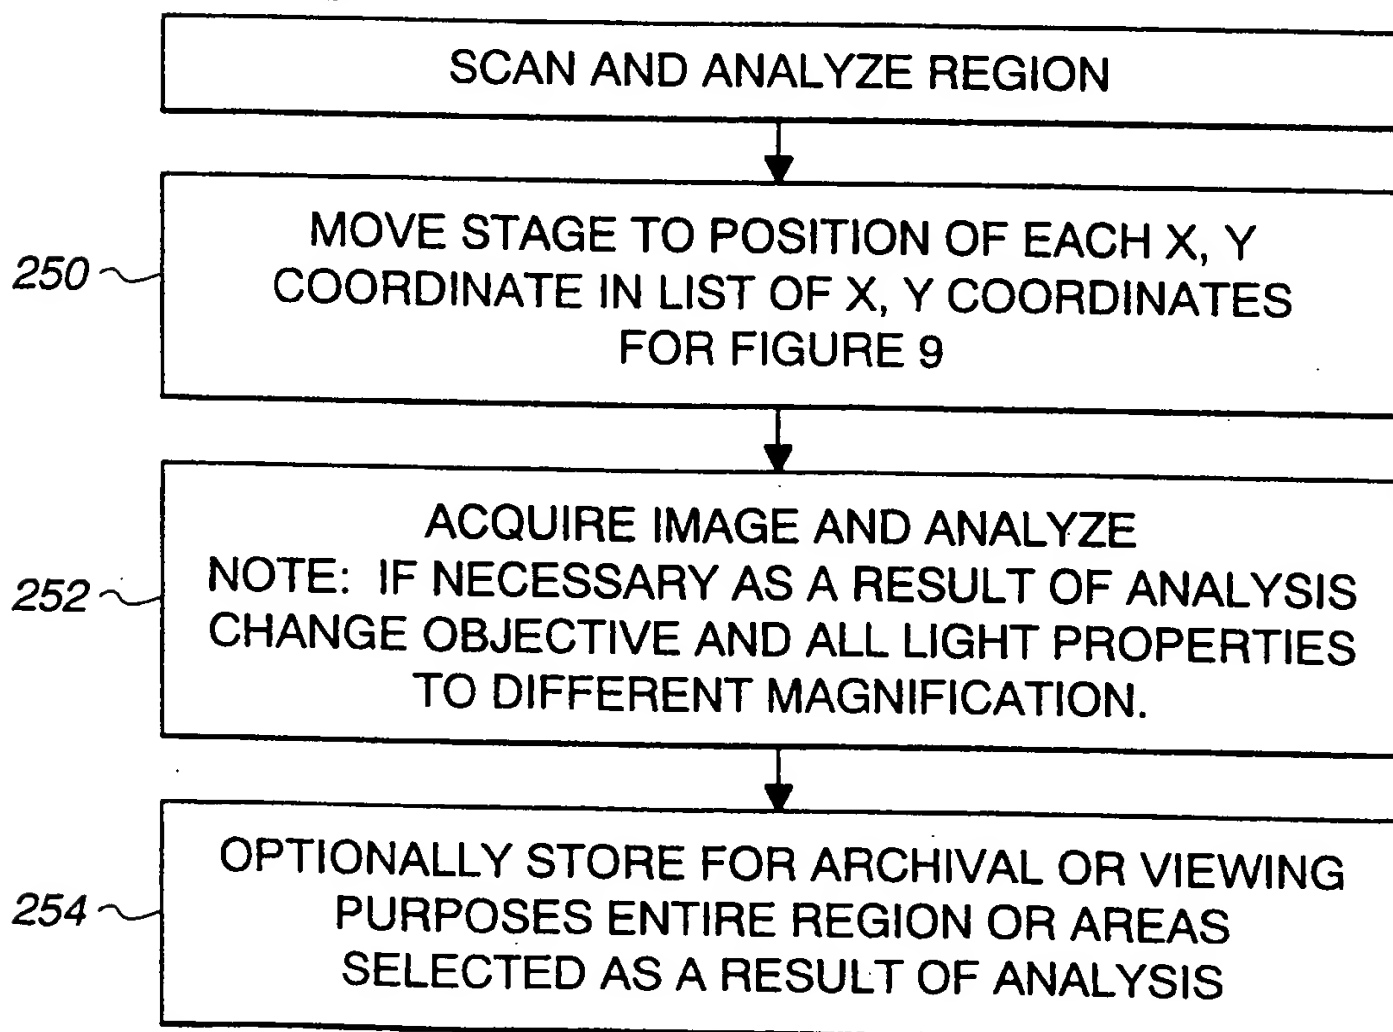 SCAN AND ANALYZE REGION
250
MOVE STAGE TO POSITION OF EACH X, Y
COORDINATE IN LIST OF X, Y COORDINATES
FOR FIGURE 9
252
ACQUIRE IMAGE AND ANALYZE
NOTE: IF NECESSARY AS A RESULT OF ANALYSIS
CHANGE OBJECTIVE AND ALL LIGHT PROPERTIES
TO DIFFERENT MAGNIFICATION.
254
OPTIONALLY STORE FOR ARCHIVAL OR VIEWING
PURPOSES ENTIRE REGION OR AREAS
SELECTED AS A RESULT OF ANALYSIS